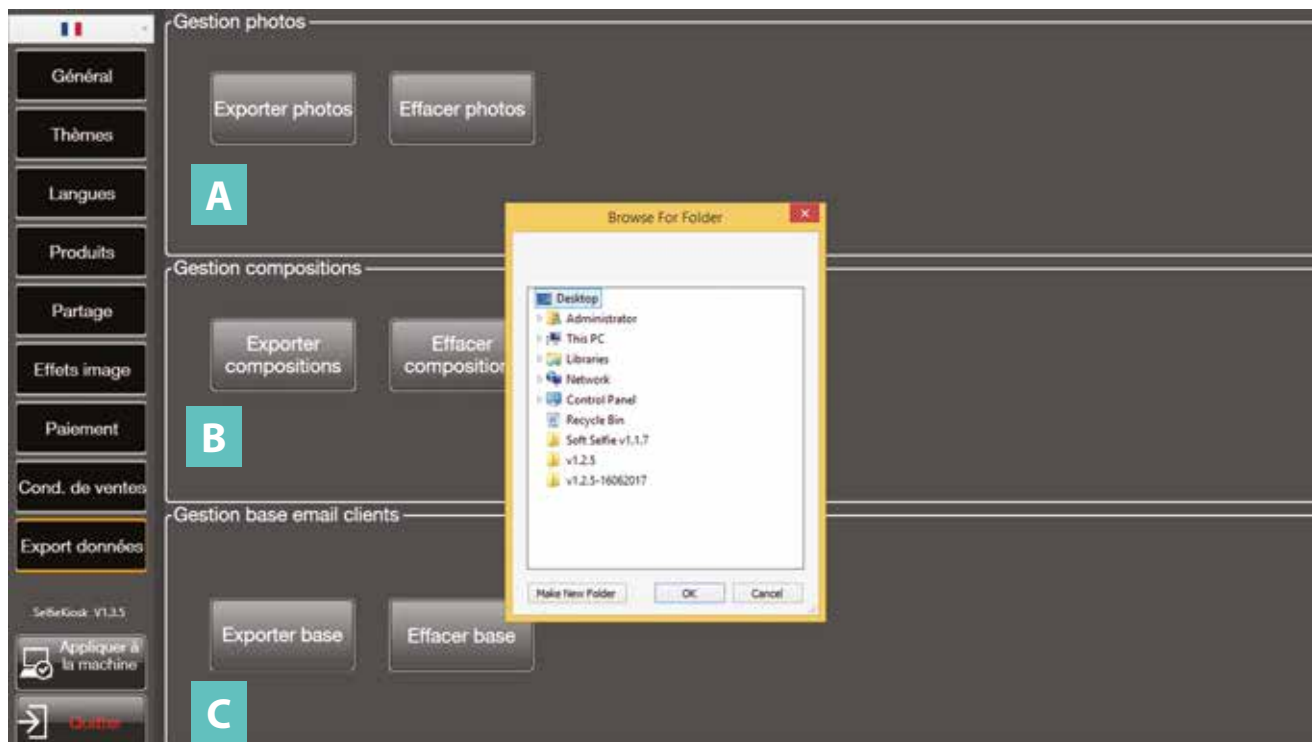 Gestion photos
Général
Exporter photos
Effacer photos
Thèmes
Langues
A
Browse For Folder
Produits
Gestion compositions
Desktop
Administrator
This PC
Libraries
Network
Control Panel
Recycle Bin
Soft Selfie v1.1.7
v1.2.5
v1.2.5-16062017
Partage
Exporter
compositions
Effacer
composition
Effets image
Paiement
B
Cond. de ventes
Gestion base email clients
Export données
Make New Folder
OK
Cancel
SelfieKiosk V1.3.5
Exporter base
Effacer base
Appliquer à
la machine
C
Quitter